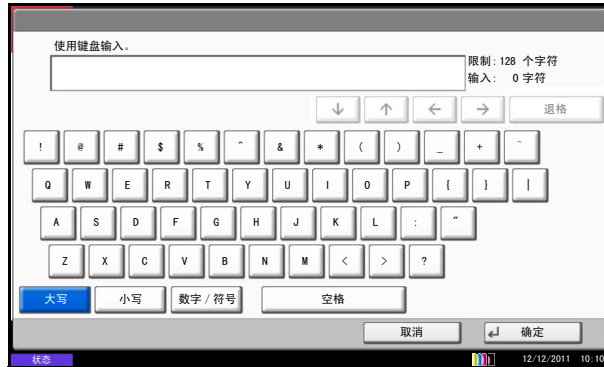 使用键盘输入。
限制:128 个字符
输入: 0字符
退格
! @ # $ % ^ & * ( ) _ + ~
Q W E R T Y U I O P { } |
A S D F G H J K L : "
Z X C V B N M < > ?
大写 小写 数字/符号 空格
取消 确定
状态 12/12/2011 10:10